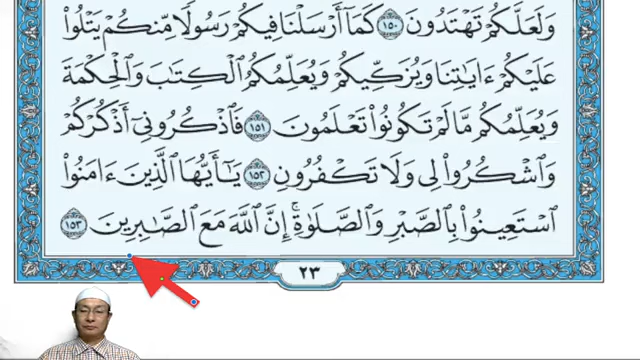 وَلَعَلَّكُمْ تَهْتَدُونَ ١٥٠ كَمَآ أَرْسَلْنَا فِيكُمْ رَسُولًا مِّنكُمْ يَتْلُوا۟
عَلَيْكُمْ ءَايَٰتِنَا وَيُزَكِّيكُمْ وَيُعَلِّمُكُمُ ٱلْكِتَٰبَ وَٱلْحِكْمَةَ
وَيُعَلِّمُكُم مَّا لَمْ تَكُونُوا۟ تَعْلَمُونَ ١٥١ فَٱذْكُرُونِىٓ أَذْكُرْكُمْ
وَٱشْكُرُوا۟ لِى وَلَا تَكْفُرُونِ ١٥٢ يَٰٓأَيُّهَا ٱلَّذِينَ ءَامَنُوا۟
ٱسْتَعِينُوا۟ بِٱلصَّبْرِ وَٱلصَّلَوٰةِ ۚ إِنَّ ٱللَّهَ مَعَ ٱلصَّٰبِرِينَ ١٥٣
٢٣